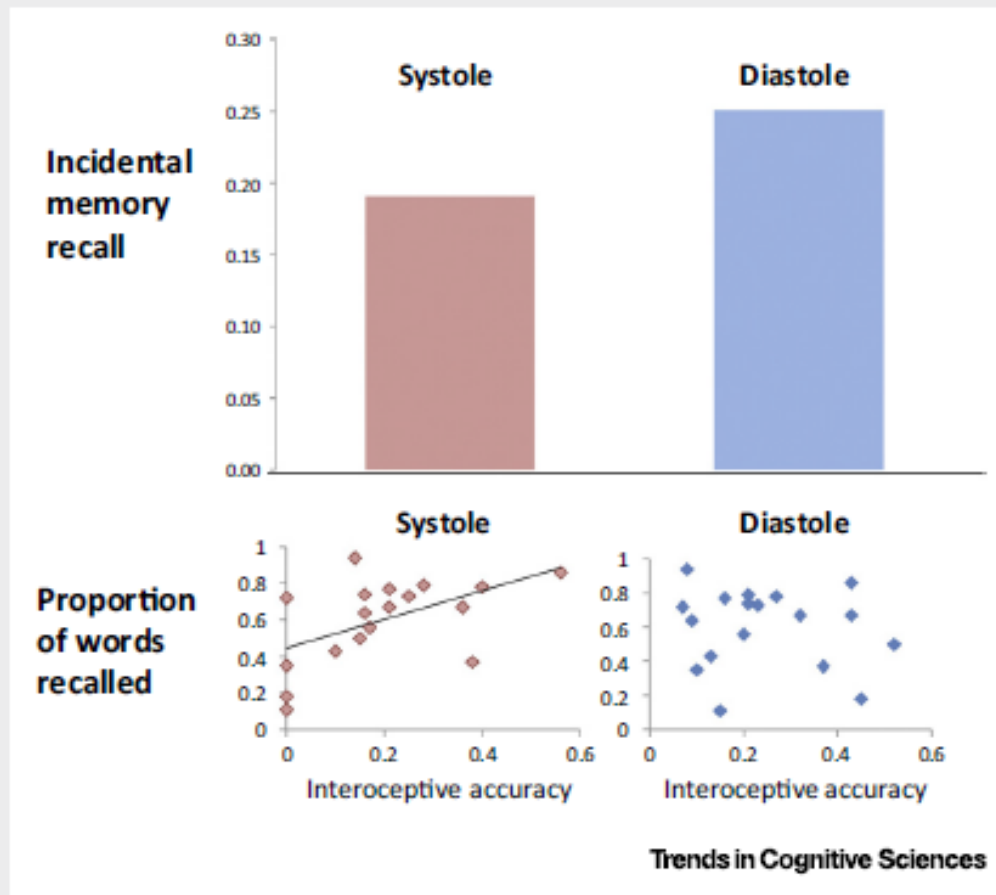 0.30
Systole
Diastole
0.25
Incidental
memory
recall
0.20
0.15
0.10
0.05
0.00
Systole
Diastole
Proportion
of words
recalled
1
0.8
0.6
0.4
0.2
0
0
0.2
0.4
0.6
Interoceptive accuracy
1
0.8
0.6
0.4
0.2
0
0
0.2
0.4
0.6
Interoceptive accuracy
Trends in Cognitive Sciences